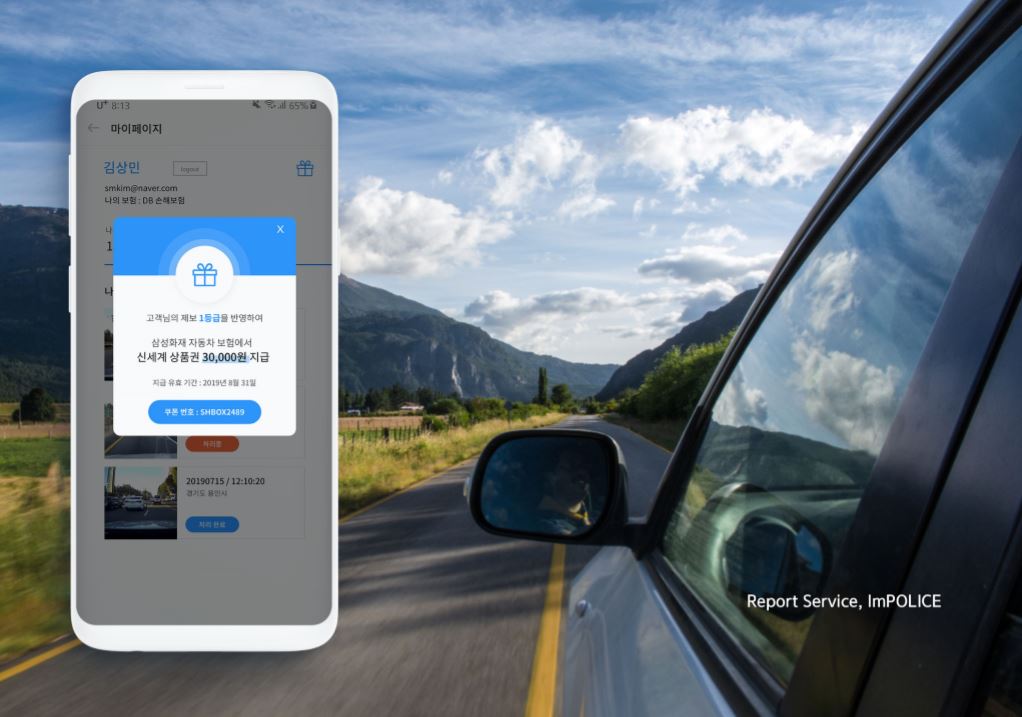 U+ 8:13
65%
← 마이페이지
김상민
logout
smkim@naver.com
나의 보험 : DB 손해보험
X
고객님의 제보 1등급을 반영하여
삼성화재 자동차 보험에서
신세계 상품권 30,000원 지급
지급 유효 기간 : 2019년 8월 31일
쿠폰 번호 : SHBOX2489
처리중
20190715 / 12:10:20
경기도 용인시
처리 완료
Report Service, ImPOLICE